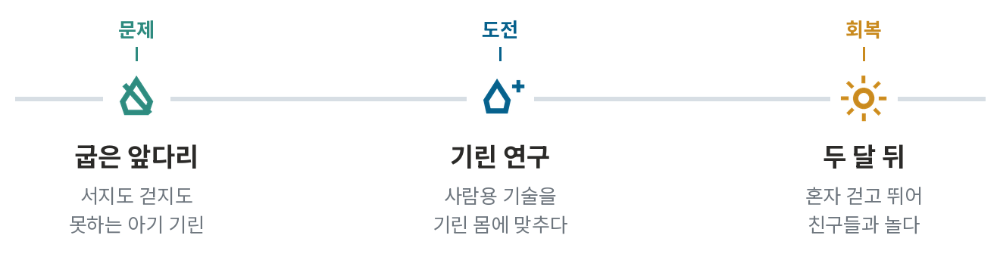 문제
굽은 앞다리
서지도 걷지도
못하는 아기 기린
도전
기린 연구
사람용 기술을
기린 몸에 맞추다
회복
두 달 뒤
혼자 걷고 뛰어
친구들과 놀다